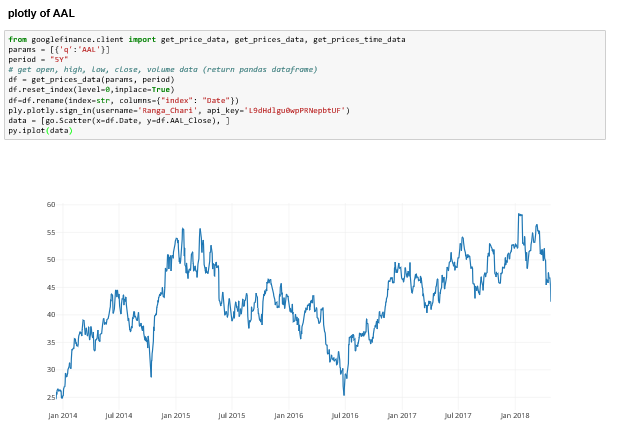 plotly of AAL
from googlefinance.client import get_price_data, get_prices_data, get_prices_time_data
params = [{'q':'AAL'}]
period = "5Y"
# get open, high, low, close, volume data (return pandas dataframe)
df = get_prices_data(params, period)
df.reset_index(level=0,inplace=True)
df=df.rename(index=str, columns={"index": "Date"})
ply.plotly.sign_in(username='Ranga_Chari', api_key='L9dHdlgu0wpPRNepbtUF')
data = [go.Scatter(x=df.Date, y=df.AAL_Close), ]
py.iplot(data)
60
55
50
45
40
35
30
25
Jan 2014 Jul 2014 Jan 2015 Jul 2015 Jan 2016 Jul 2016 Jan 2017 Jul 2017 Jan 2018